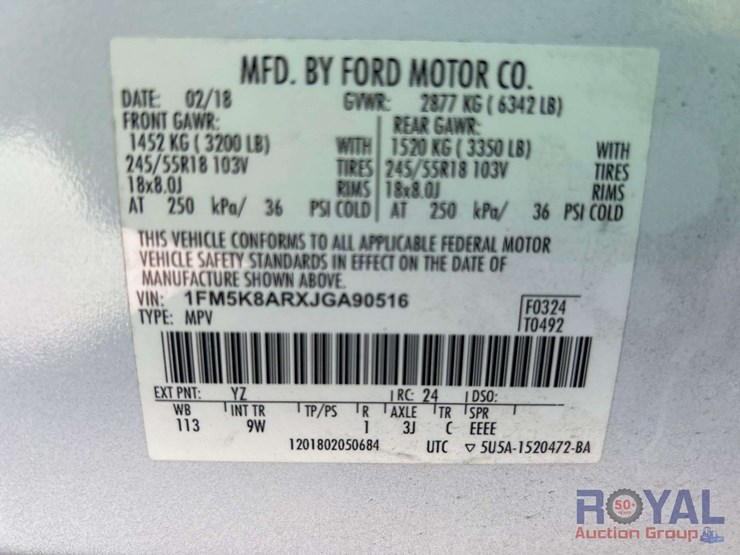 MFD. BY FORD MOTOR CO.
DATE: 02/18 GVWR: 2877 KG ( 6342 LB)
FRONT GAWR: REAR GAWR:
1452 KG ( 3200 LB) WITH 1520 KG ( 3350 LB) WITH
245/55R18 103V TIRES 245/55R18 103V TIRES
18x8.0J RIMS 18x8.0J RIMS
AT 250 kPa/ 36 PSI COLD AT 250 kPa/ 36 PSI COLD
THIS VEHICLE CONFORMS TO ALL APPLICABLE FEDERAL MOTOR
VEHICLE SAFETY STANDARDS IN EFFECT ON THE DATE OF
MANUFACTURE SHOWN ABOVE.
VIN: 1FM5K8ARXJGA90516 F0324
TYPE: MPV T0492
EXT PNT: YZ RC: 24 DSO:
WB INT TR TP/PS R AXLE TR SPR
113 9W 1 3J C EEEE
1201802050684 UTC ▽ 5U5A-1520472-BA
ROYAL
50+
YEARS
Auction Group